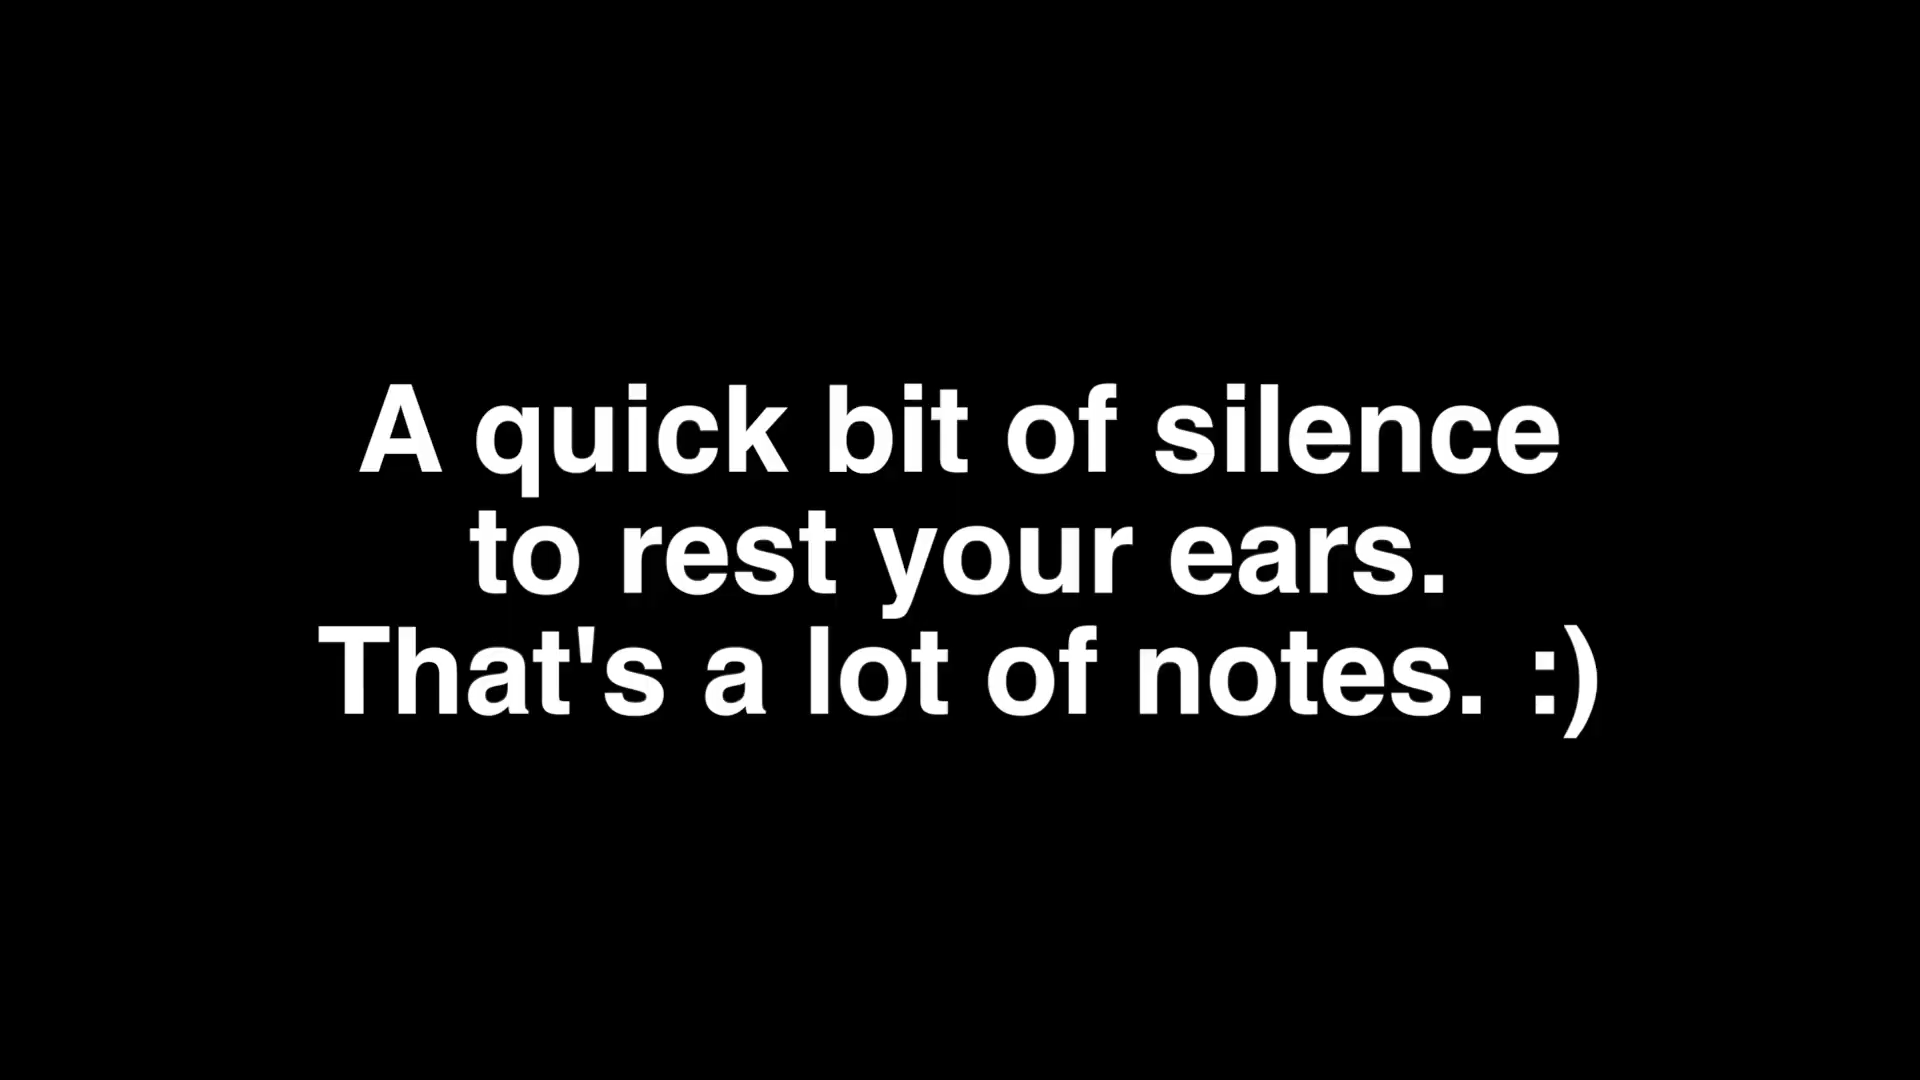 A quick bit of silence
to rest your ears.
That's a lot of notes. :)